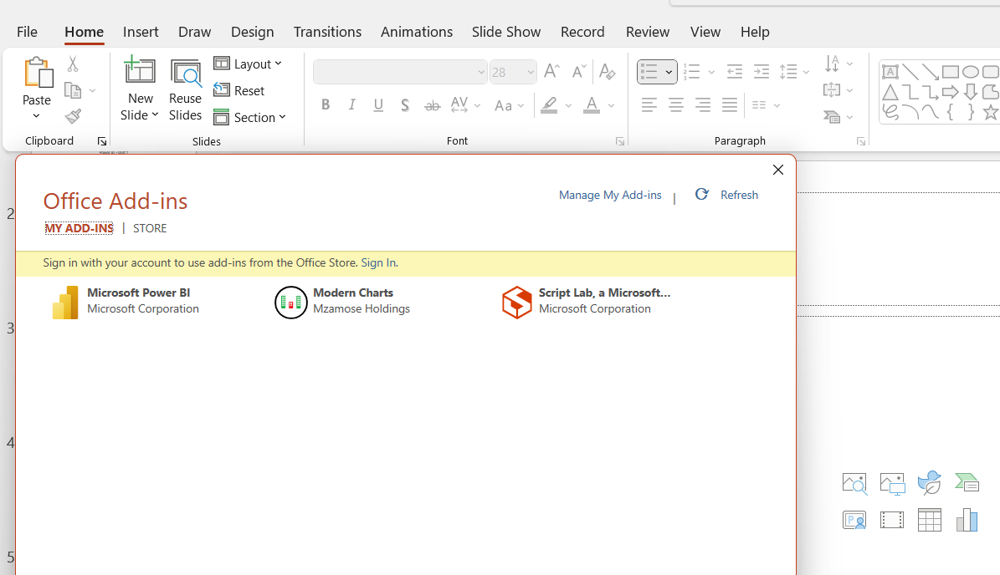 File Home Insert Draw Design Transitions Animations Slide Show Record Review View Help
Paste
New
Slide
Reuse
Slides
Layout
Reset
Section
28
Clipboard Slides Font Paragraph
Office Add-ins
Manage My Add-ins | Refresh
MY ADD-INS | STORE
Sign in with your account to use add-ins from the Office Store. Sign In.
Microsoft Power BI
Microsoft Corporation
Modern Charts
Mzamose Holdings
Script Lab, a Microsoft...
Microsoft Corporation
2
3
4
5